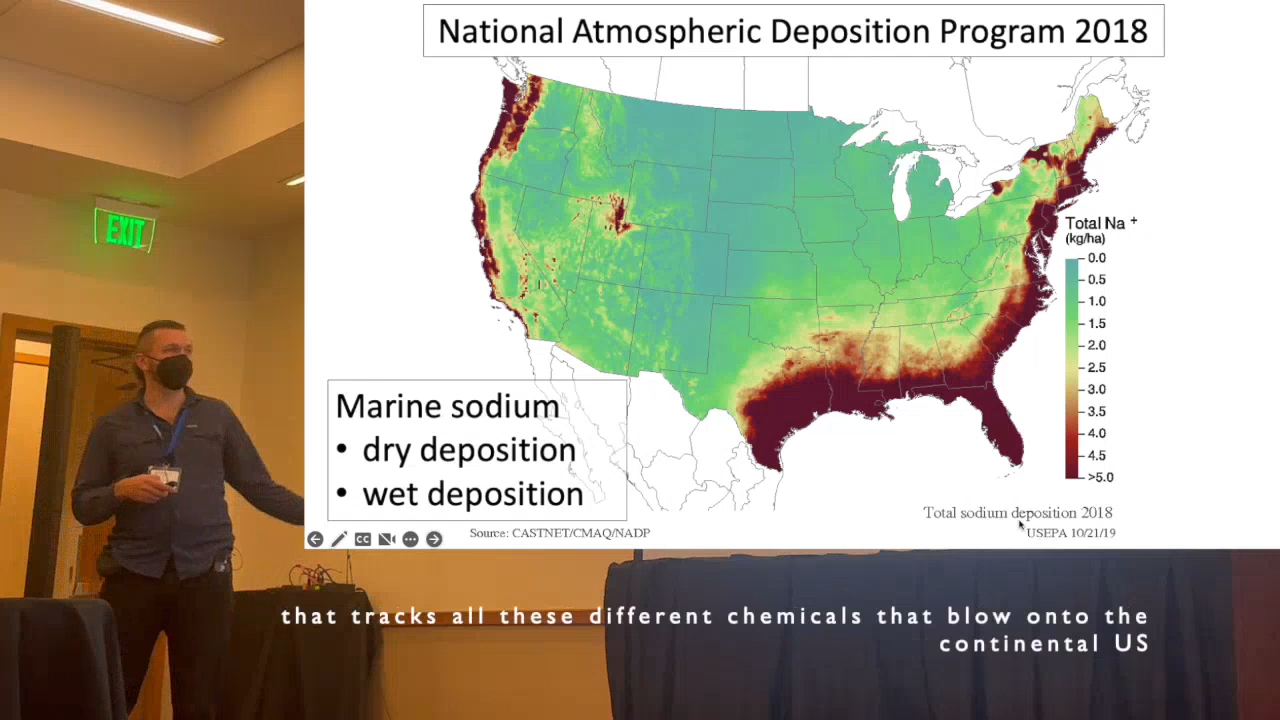 National Atmospheric Deposition Program 2018
EXIT
Total Na +
(kg/ha)
0.0
0.5
1.0
1.5
2.0
2.5
3.0
3.5
4.0
4.5
>5.0
Marine sodium
• dry deposition
• wet deposition
Total sodium deposition 2018
Source: CASTNET/CMAQ/NADP
USEPA 10/21/19
CC
that tracks all these different chemicals that blow onto the
continental US